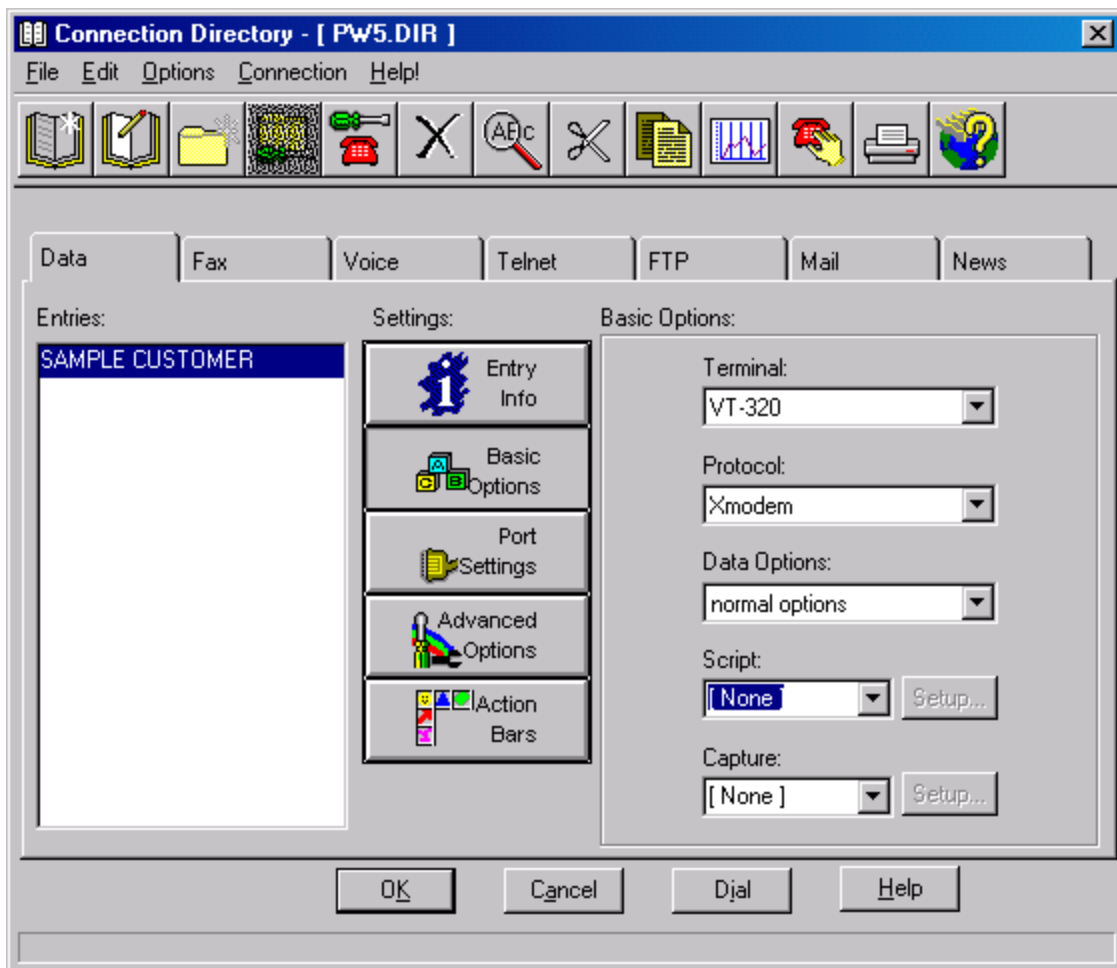 Connection Directory - [ PW5.DIR ]
File Edit Options Connection Help!
AB c
Data Fax Voice Telnet FTP Mail News
Entries: Settings: Basic Options:
SAMPLE CUSTOMER
Entry
Info
Basic
Options
Port
Settings
Advanced
Options
Action
Bars
Terminal:
VT-320
Protocol:
Xmodem
Data Options:
normal options
Script:
[ None ] Setup...
Capture:
[ None ] Setup...
OK Cancel Dial Help